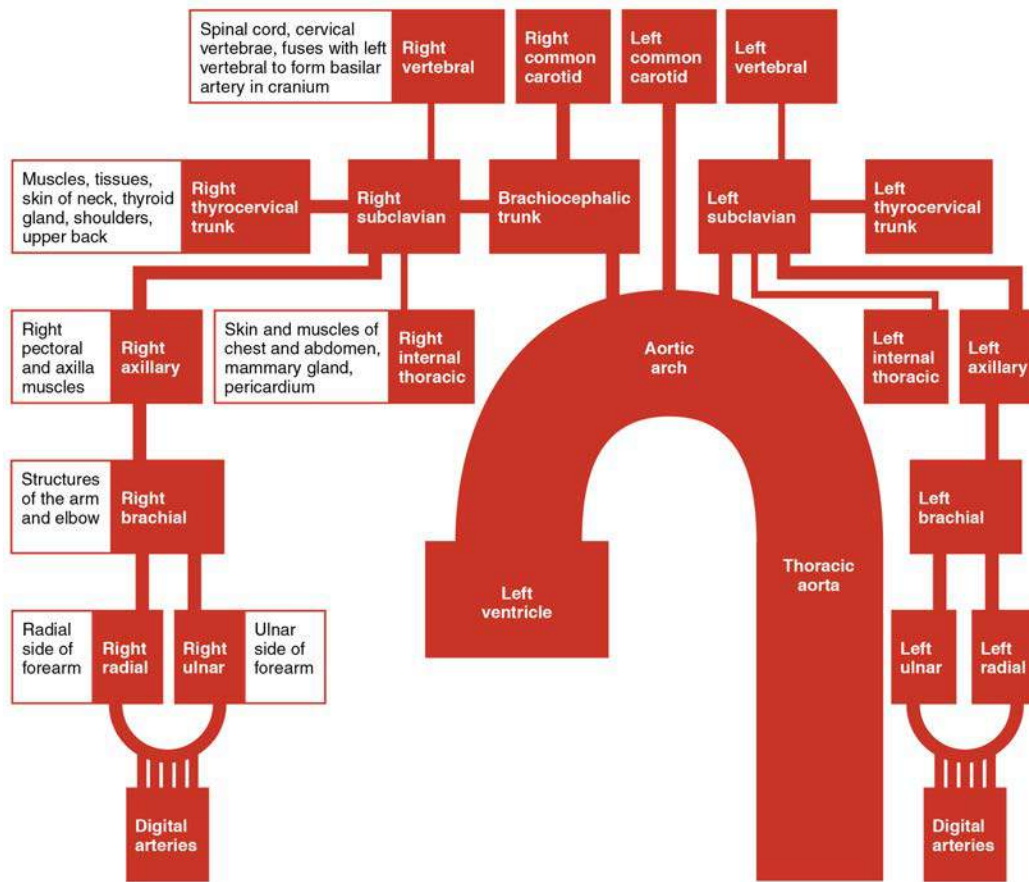 Spinal cord, cervical
vertebrae, fuses with left
vertebral to form basilar
artery in cranium
Right
vertebral
Right
common
carotid
Left
common
carotid
Left
vertebral
Muscles, tissues,
skin of neck, thyroid
gland, shoulders,
upper back
Right
thyrocervical
trunk
Right
subclavian
Brachiocephalic
trunk
Left
subclavian
Left
thyrocervical
trunk
Right
pectoral
and axilla
muscles
Right
axillary
Skin and muscles of
chest and abdomen,
mammary gland,
pericardium
Right
internal
thoracic
Aortic
arch
Left
internal
thoracic
Left
axillary
Structures
of the arm
and elbow
Right
brachial
Left
brachial
Left
ventricle
Thoracic
aorta
Radial
side of
forearm
Right
radial
Right
ulnar
Ulnar
side of
forearm
Left
ulnar
Left
radial
Digital
arteries
Digital
arteries